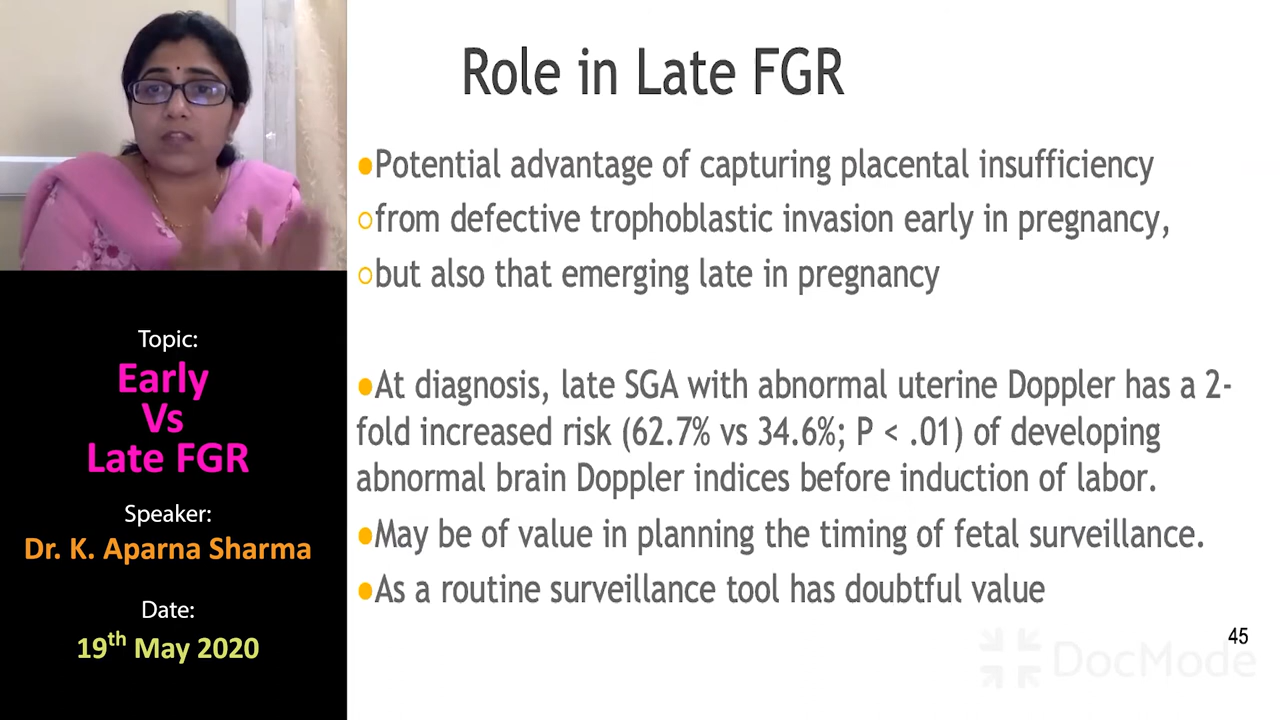 Role in Late FGR
●Potential advantage of capturing placental insufficiency
○from defective trophoblastic invasion early in pregnancy,
○but also that emerging late in pregnancy
●At diagnosis, late SGA with abnormal uterine Doppler has a 2-
fold increased risk (62.7% vs 34.6%; P < .01) of developing
abnormal brain Doppler indices before induction of labor.
●May be of value in planning the timing of fetal surveillance.
●As a routine surveillance tool has doubtful value
45
DocMode
Topic:
Early
Vs
Late FGR
Speaker:
Dr. K. Aparna Sharma
Date:
19th May 2020